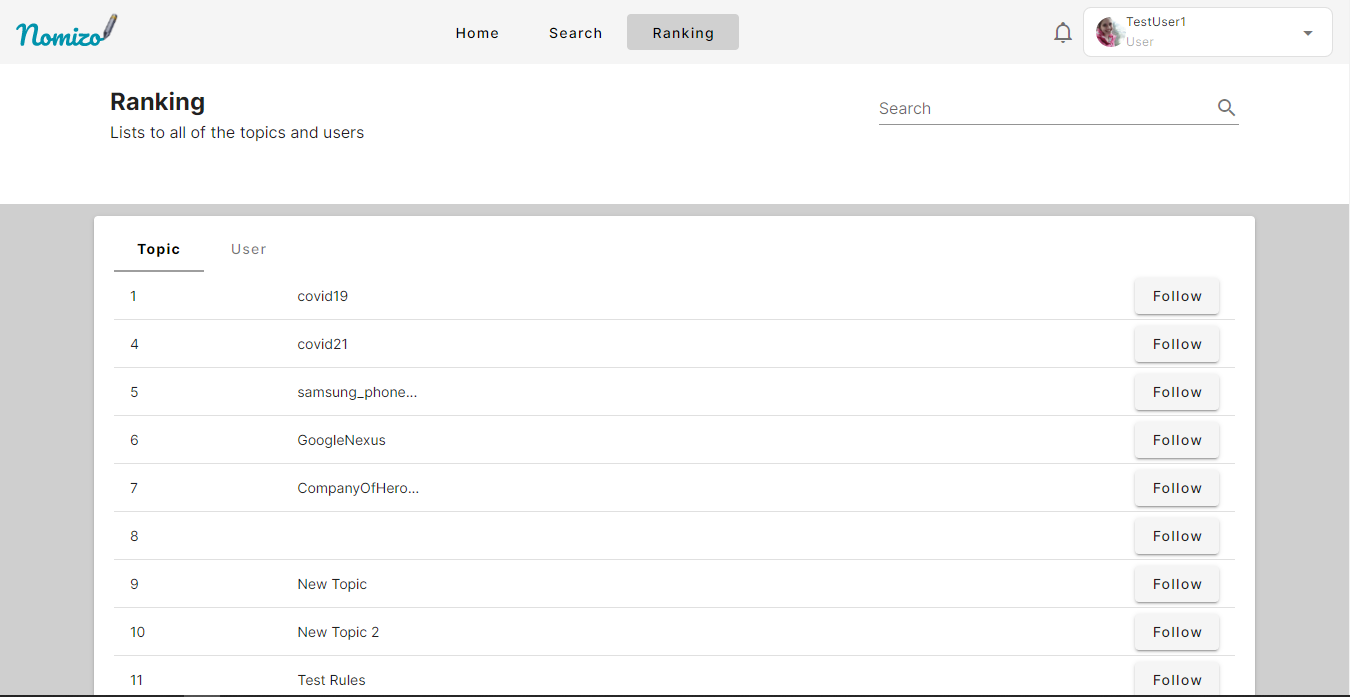 Nomizo
Home Search Ranking
TestUser1
User
Ranking
Search
Lists to all of the topics and users
Topic User
1 covid19 Follow
4 covid21 Follow
5 samsung_phone... Follow
6 GoogleNexus Follow
7 CompanyOfHero... Follow
8 Follow
9 New Topic Follow
10 New Topic 2 Follow
11 Test Rules Follow